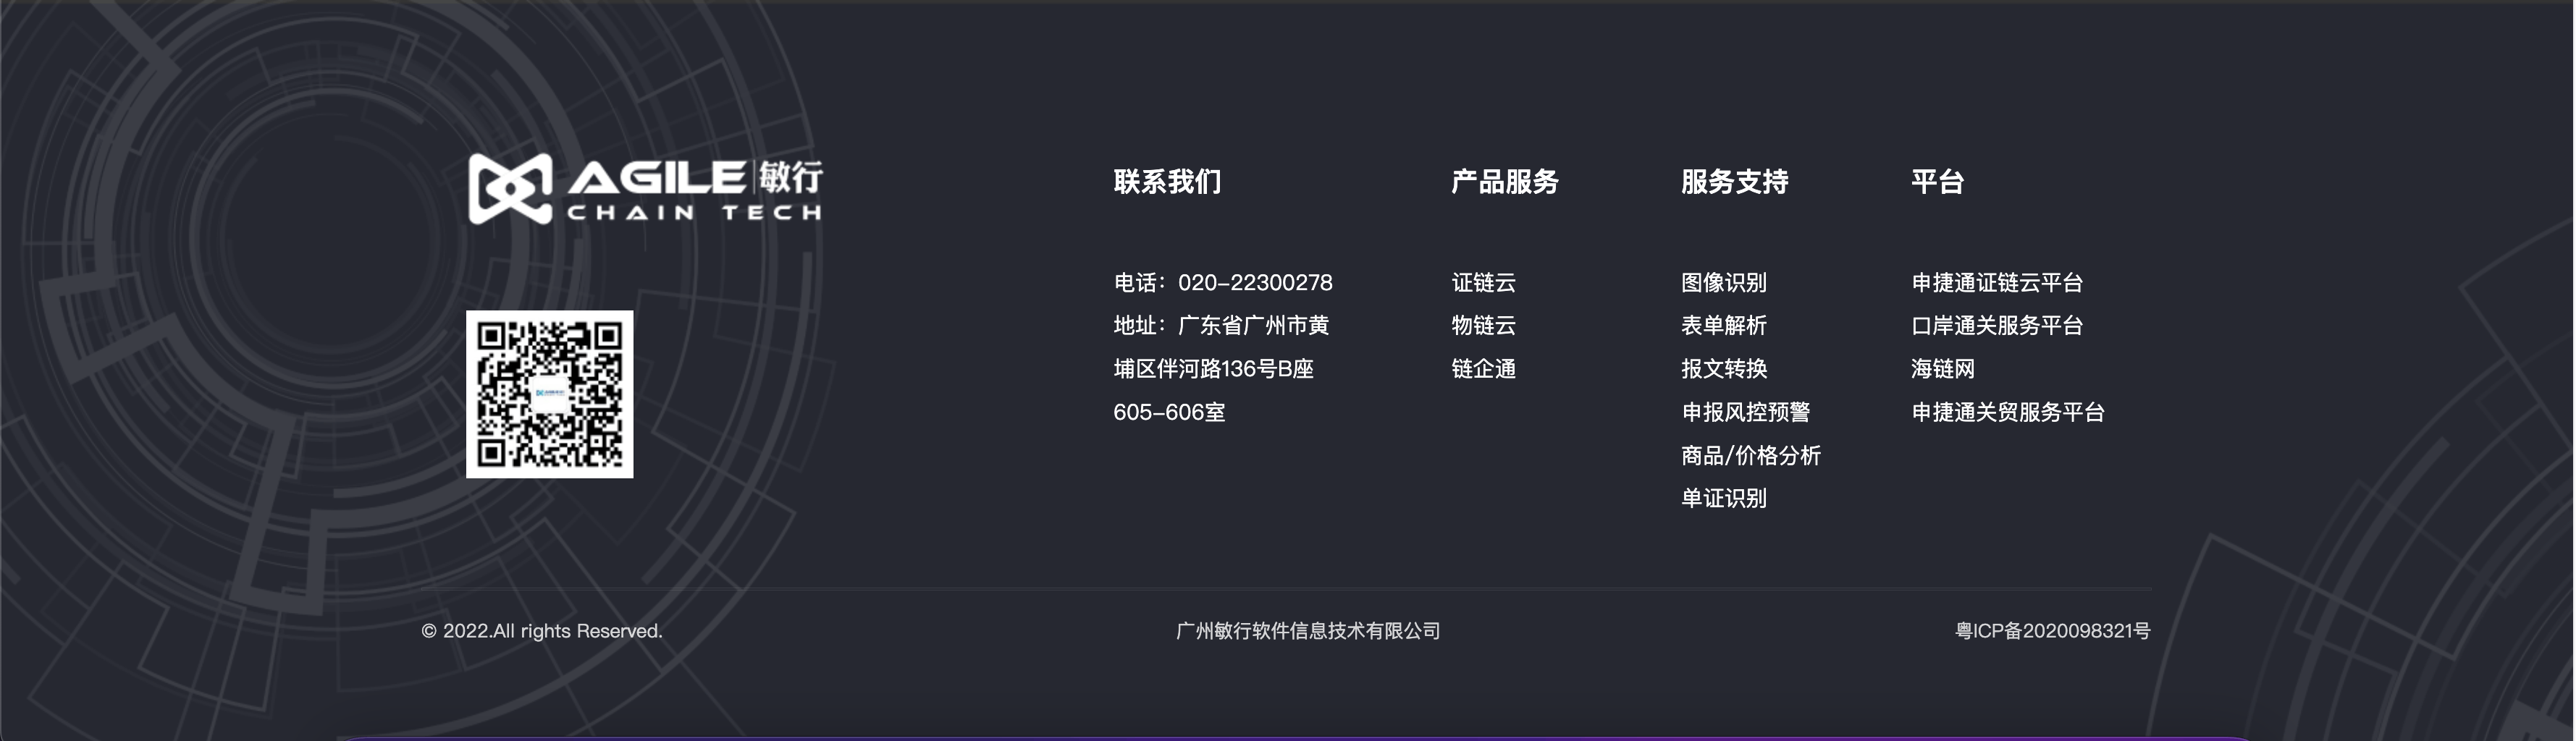 AGILE 敏行
CHAIN TECH
联系我们
电话：020-22300278
地址：广东省广州市黄
埔区伴河路136号B座
605-606室
产品服务
证链云
物链云
链企通
服务支持
图像识别
表单解析
报文转换
申报风控预警
商品/价格分析
单证识别
平台
申捷通证链云平台
口岸通关服务平台
海链网
申捷通关贸服务平台
© 2022.All rights Reserved.
广州敏行软件信息技术有限公司
粤ICP备2020098321号